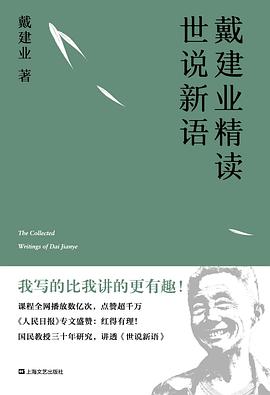 戴建业精读
世说新语
戴建业 著
The Collected
Writings of Dai Jianye
我写的比我讲的更有趣！
课程全网播放数亿次，点赞超千万
《人民日报》专文盛赞：红得有理！
国民教授三十年研究，讲透《世说新语》
上海文艺出版社